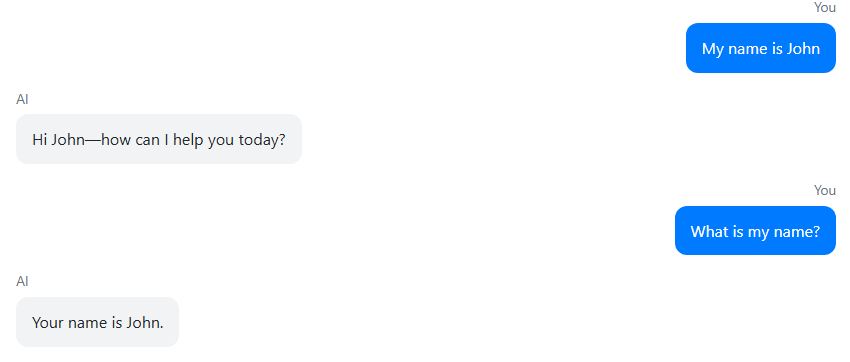 You
My name is John
AI
Hi John—how can I help you today?
You
What is my name?
AI
Your name is John.